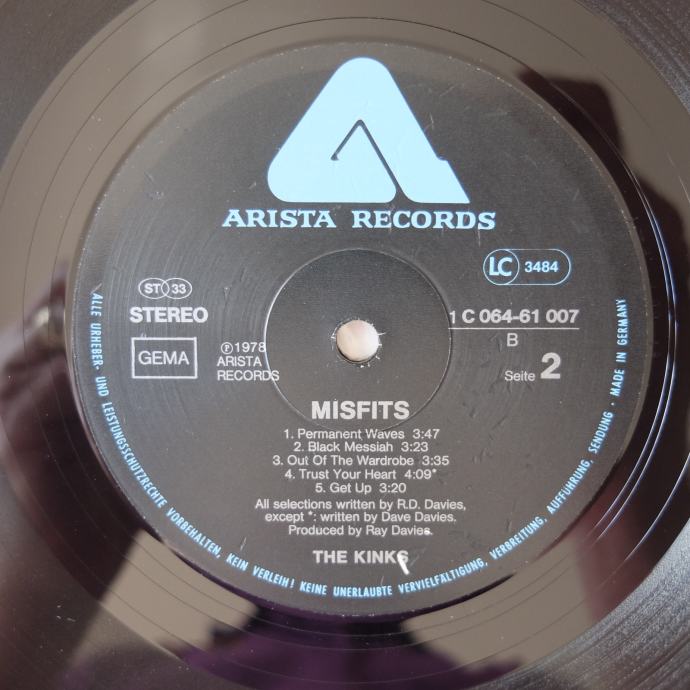 ARISTA RECORDS
LC 3484
ST 33
STEREO
GEMA
℗ 1978
ARISTA
RECORDS
1 C 064-61 007
B
Seite 2
MISFITS
1. Permanent Waves 3:47
2. Black Messiah 3:23
3. Out Of The Wardrobe 3:35
4. Trust Your Heart 4:09*
5. Get Up 3:20
All selections written by R.D. Davies,
except *: written by Dave Davies.
Produced by Ray Davies.
THE KINKS
ALLE URHEBER- UND LEISTUNGSSCHUTZRECHTE VORBEHALTEN, KEIN VERLEIH! KEINE UNERLAUBTE VERVIELFÄLTIGUNG, VERBREITUNG, AUFFÜHRUNG, SENDUNG · MADE IN GERMANY